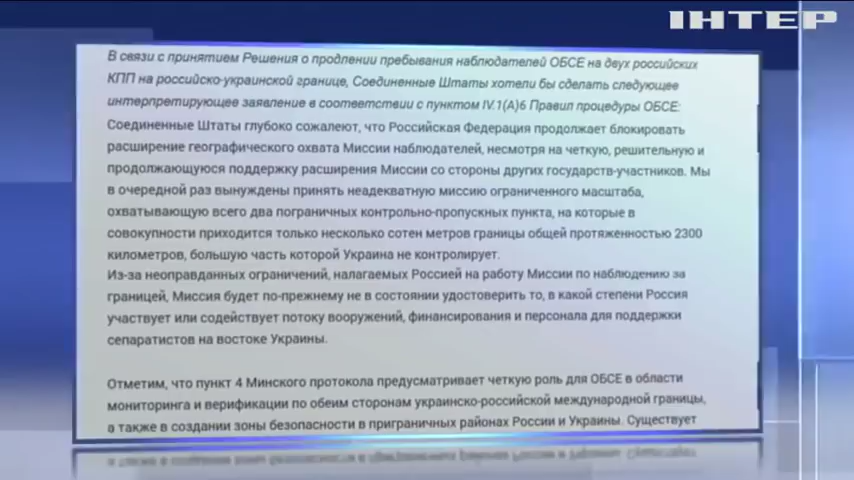 ІНТЕР
В связи с принятием Решения о продлении пребывания наблюдателей ОБСЕ на двух российских
КПП на российско-украинской границе, Соединенные Штаты хотели бы сделать следующее
интерпретирующее заявление в соответствии с пунктом IV.1(A)6 Правил процедуры ОБСЕ:
Соединенные Штаты глубоко сожалеют, что Российская Федерация продолжает блокировать
расширение географического охвата Миссии наблюдателей, несмотря на четкую, решительную и
продолжающуюся поддержку расширения Миссии со стороны других государств-участников. Мы
в очередной раз вынуждены принять неадекватную миссию ограниченного масштаба,
охватывающую всего два пограничных контрольно-пропускных пункта, на которые в
совокупности приходится только несколько сотен метров границы общей протяженностью 2300
километров, большую часть которой Украина не контролирует.
Из-за неоправданных ограничений, налагаемых Россией на работу Миссии по наблюдению за
границей, Миссия будет по-прежнему не в состоянии удостоверить то, в какой степени Россия
участвует или содействует потоку вооружений, финансирования и персонала для поддержки
сепаратистов на востоке Украины.
Отметим, что пункт 4 Минского протокола предусматривает четкую роль для ОБСЕ в области
мониторинга и верификации по обеим сторонам украинско-российской международной границы,
а также в создании зоны безопасности в приграничных районах России и Украины. Существует